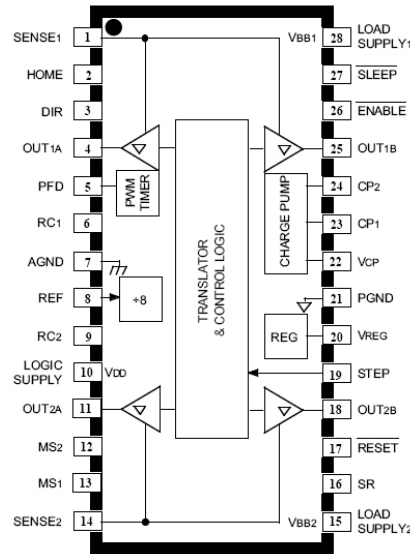 SENSE1 1 VBB1 28 LOAD SUPPLY1
HOME 2 27 SLEEP
DIR 3 26 ENABLE
OUT1A 4 25 OUT1B
PFD 5 PWM TIMER 24 CP2
RC1 6 CHARGE PUMP 23 CP1
AGND 7 22 VCP
TRANSLATOR & CONTROL LOGIC
REF 8 ÷8 21 PGND
RC2 9 REG 20 VREG
LOGIC SUPPLY 10 VDD 19 STEP
OUT2A 11 18 OUT2B
MS2 12 17 RESET
MS1 13 16 SR
SENSE2 14 VBB2 15 LOAD SUPPLY2